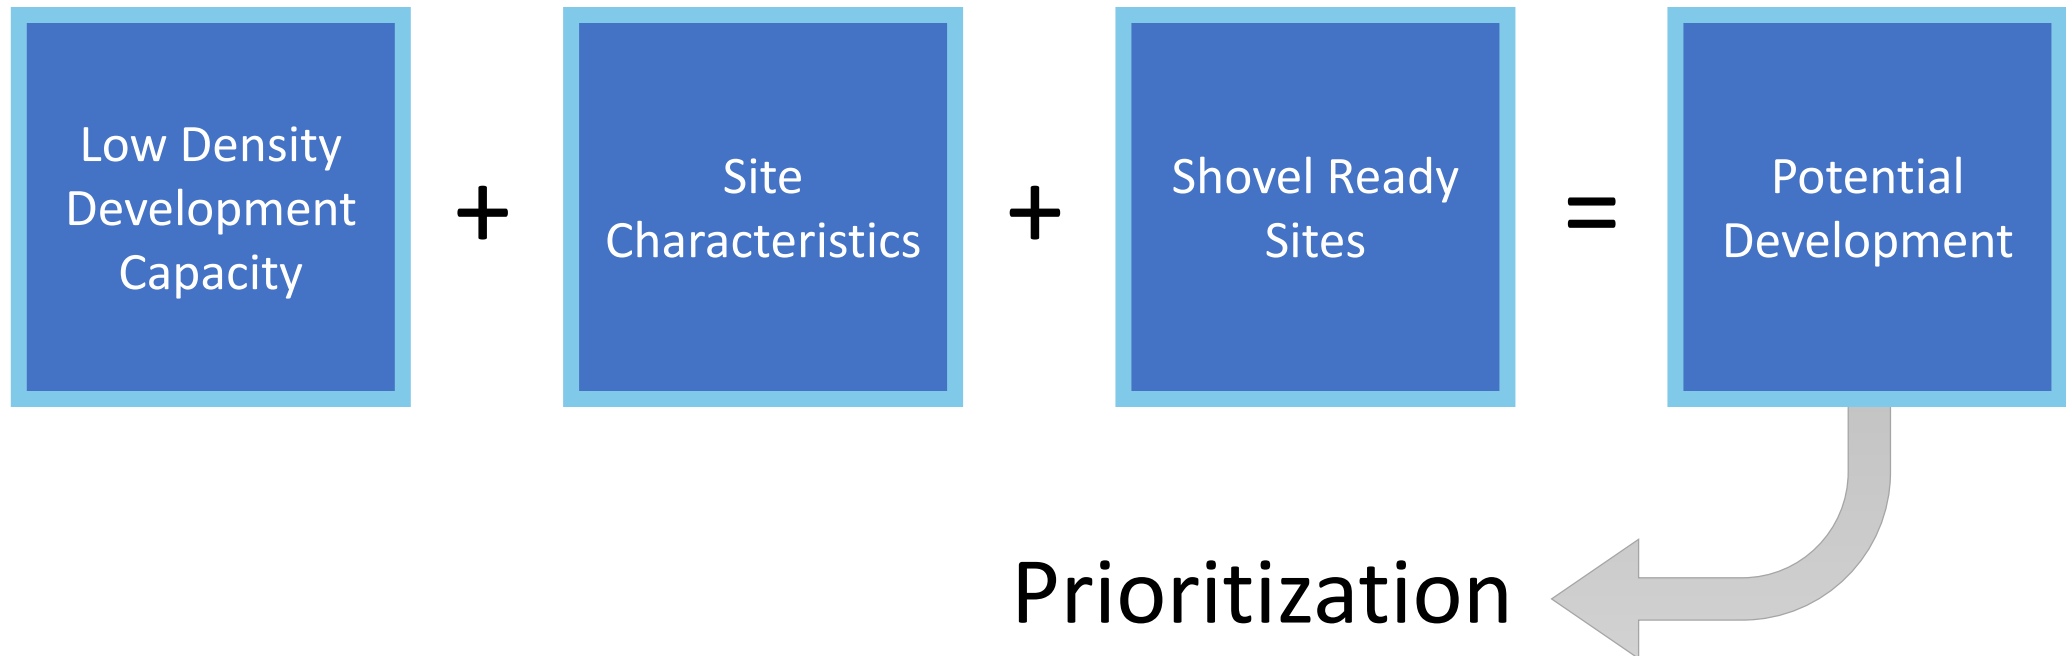 Low Density
Development
Capacity
+
Site
Characteristics
+
Shovel Ready
Sites
=
Potential
Development
Prioritization